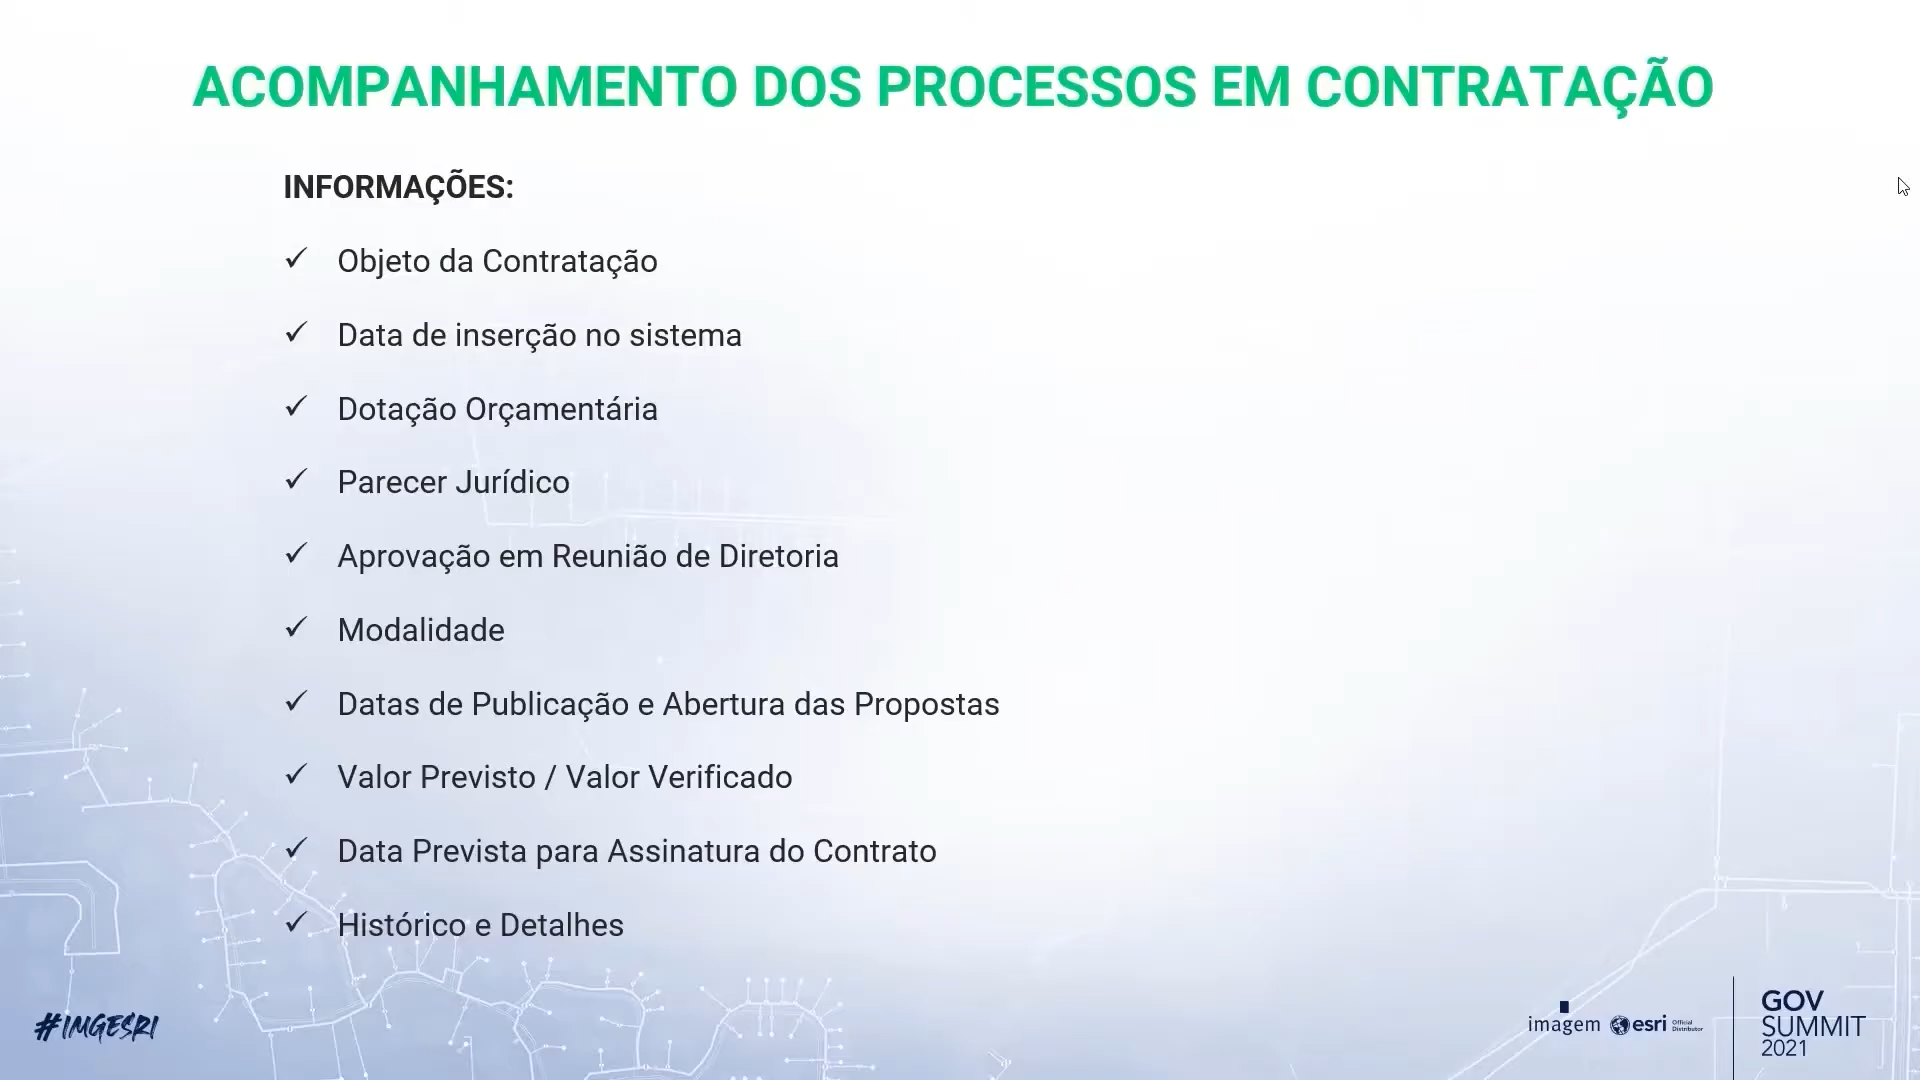 ACOMPANHAMENTO DOS PROCESSOS EM CONTRATAÇÃO
INFORMAÇÕES:
✓ Objeto da Contratação
✓ Data de inserção no sistema
✓ Dotação Orçamentária
✓ Parecer Jurídico
✓ Aprovação em Reunião de Diretoria
✓ Modalidade
✓ Datas de Publicação e Abertura das Propostas
✓ Valor Previsto / Valor Verificado
✓ Data Prevista para Assinatura do Contrato
✓ Histórico e Detalhes
#IMGESRI
imagem esri Official Distributor
GOV
SUMMIT
2021